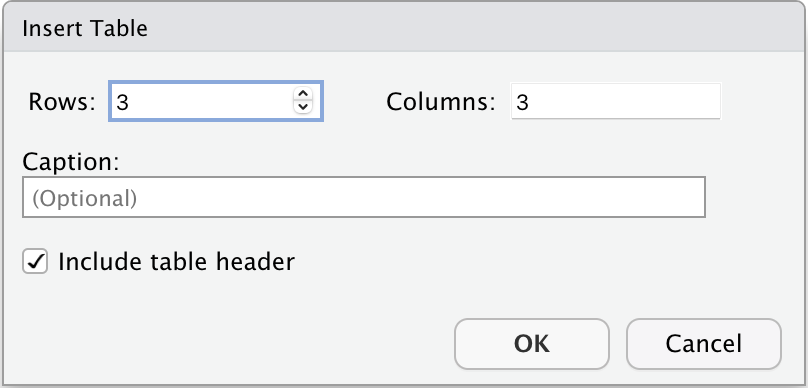 Insert Table
Rows: 3 Columns: 3
Caption:
(Optional)
Include table header
OK Cancel